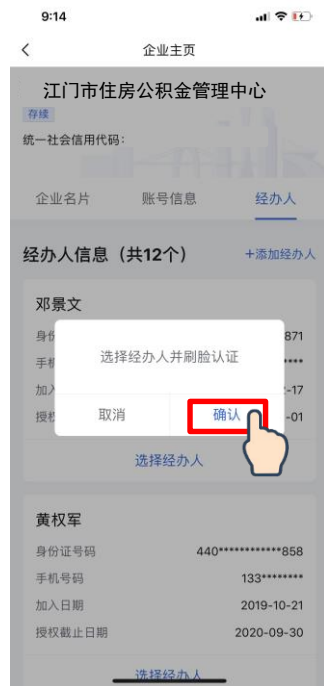 9:14
企业主页
江门市住房公积金管理中心
存续
统一社会信用代码:
企业名片 账号信息 经办人
经办人信息（共12个） +添加经办人
邓景文
871
选择经办人并刷脸认证
取消 确认
选择经办人
黄权军
身份证号码 440************858
手机号码 133********
加入日期 2019-10-21
授权截止日期 2020-09-30
选择经办人